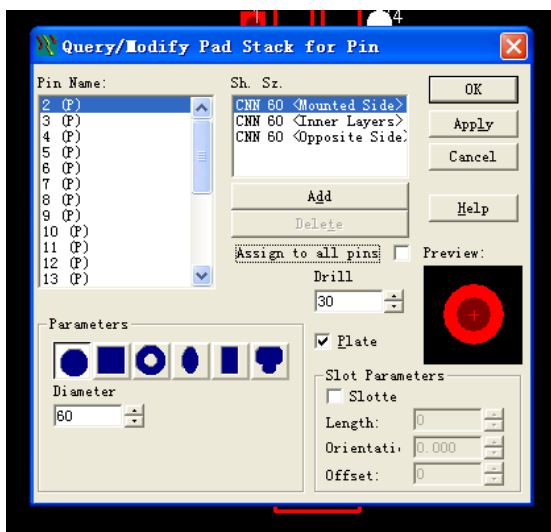 1
4
Query/Modify Pad Stack for Pin
Pin Name:
2 (P)
3 (P)
4 (P)
5 (P)
6 (P)
7 (P)
8 (P)
9 (P)
10 (P)
11 (P)
12 (P)
13 (P)
Sh. Sz.
CNN 60 <Mounted Side>
CNN 60 <Inner Layers>
CNN 60 <Opposite Side>
OK
Apply
Cancel
Help
Add
Delete
Assign to all pins
Preview:
Drill
30
Plate
Parameters
Diameter
60
Slot Parameters
Slotte
Length:
0
Orientati
0.000
Offset:
0